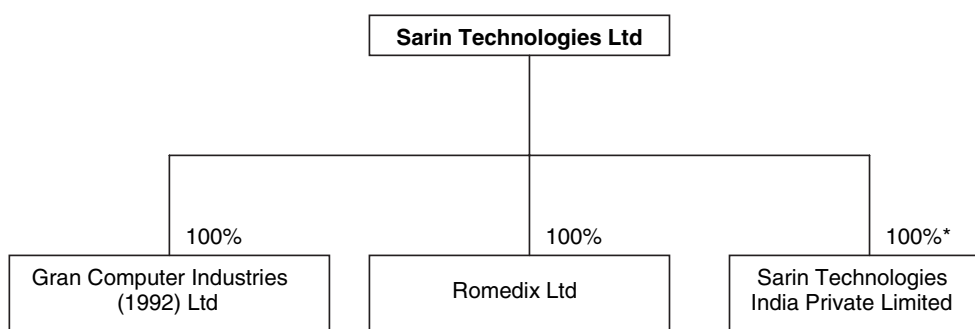 Sarin Technologies Ltd
100%
100%
100%*
Gran Computer Industries
(1992) Ltd
Romedix Ltd
Sarin Technologies
India Private Limited